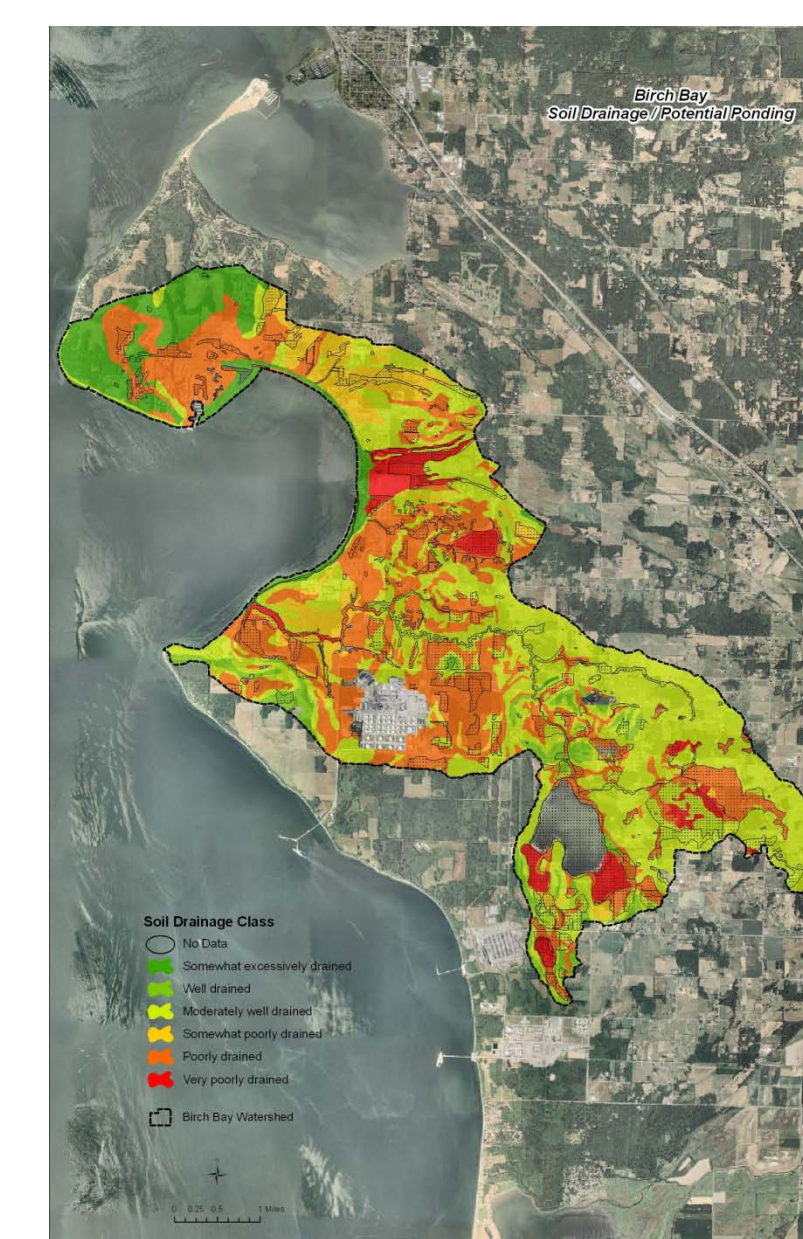 Birch Bay
Soil Drainage / Potential Ponding
Soil Drainage Class
No Data
Somewhat excessively drained
Well drained
Moderately well drained
Somewhat poorly drained
Poorly drained
Very poorly drained
Birch Bay Watershed
0 0.25 0.5 1 Miles